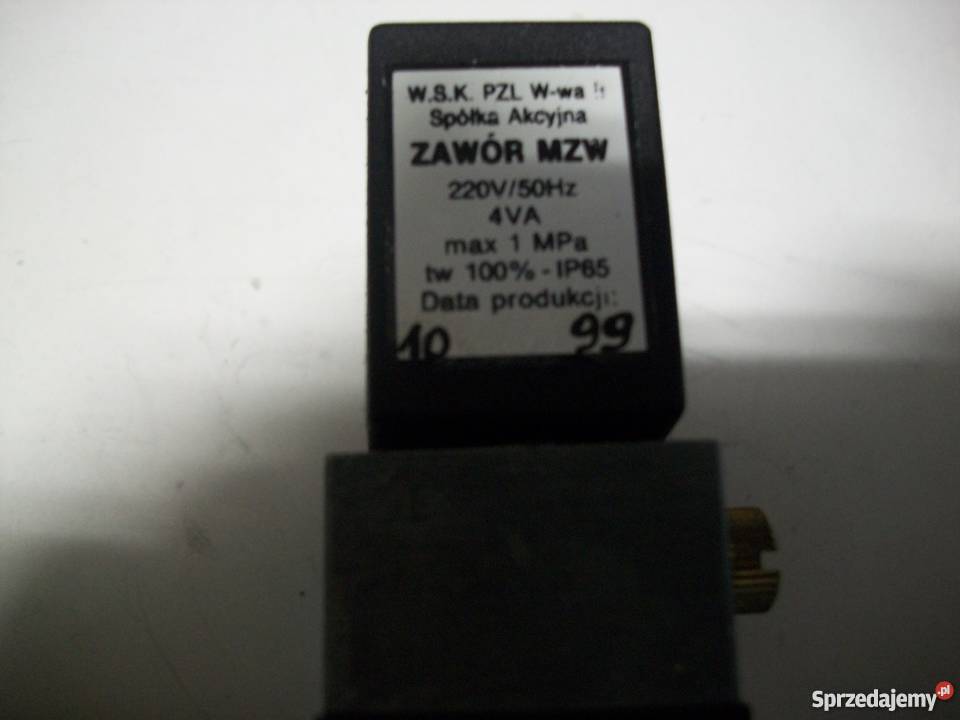 W.S.K. PZL W-wa II
Spółka Akcyjna
ZAWÓR MZW
220V/50Hz
4VA
max 1 MPa
tw 100% - IP65
Data produkcji:
10 99
Sprzedajemy.pl